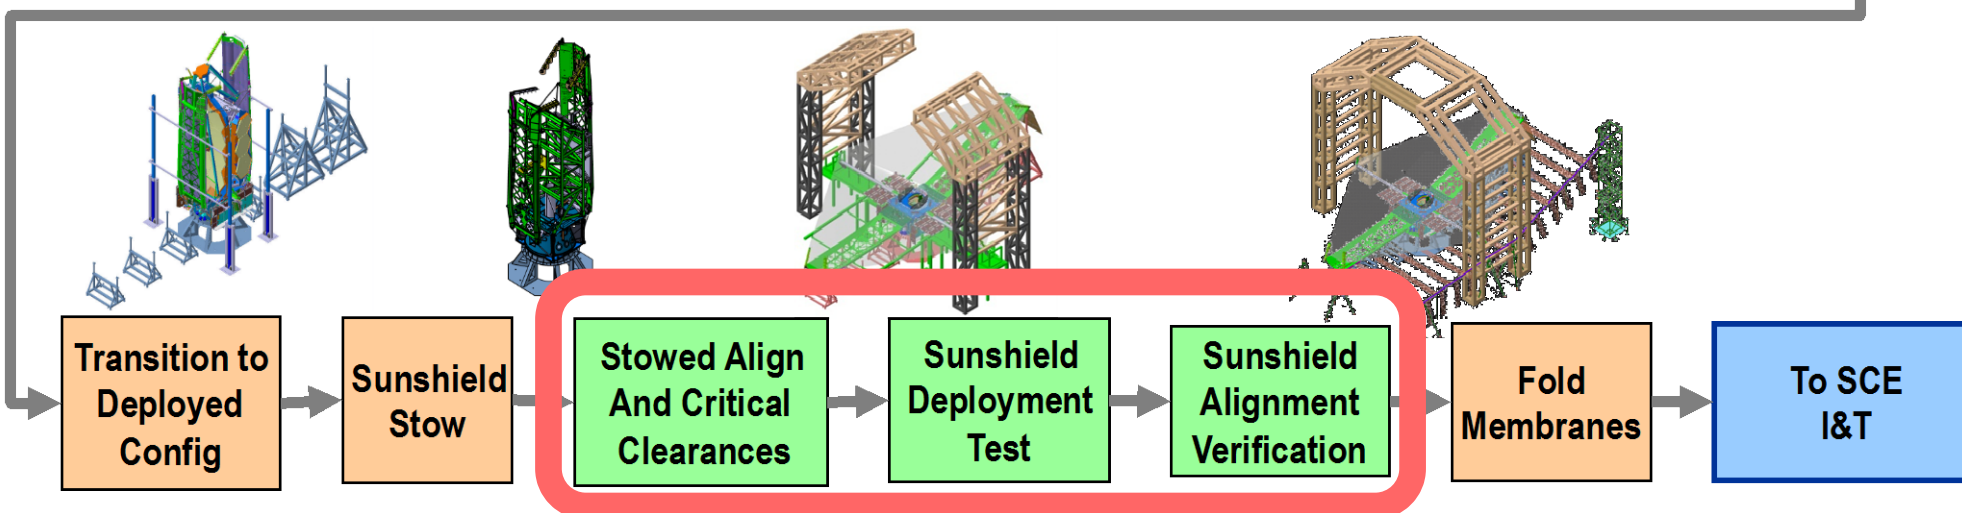 Transition to
Deployed
Config
Sunshield
Stow
Stowed Align
And Critical
Clearances
Sunshield
Deployment
Test
Sunshield
Alignment
Verification
Fold
Membranes
To SCE
I&T